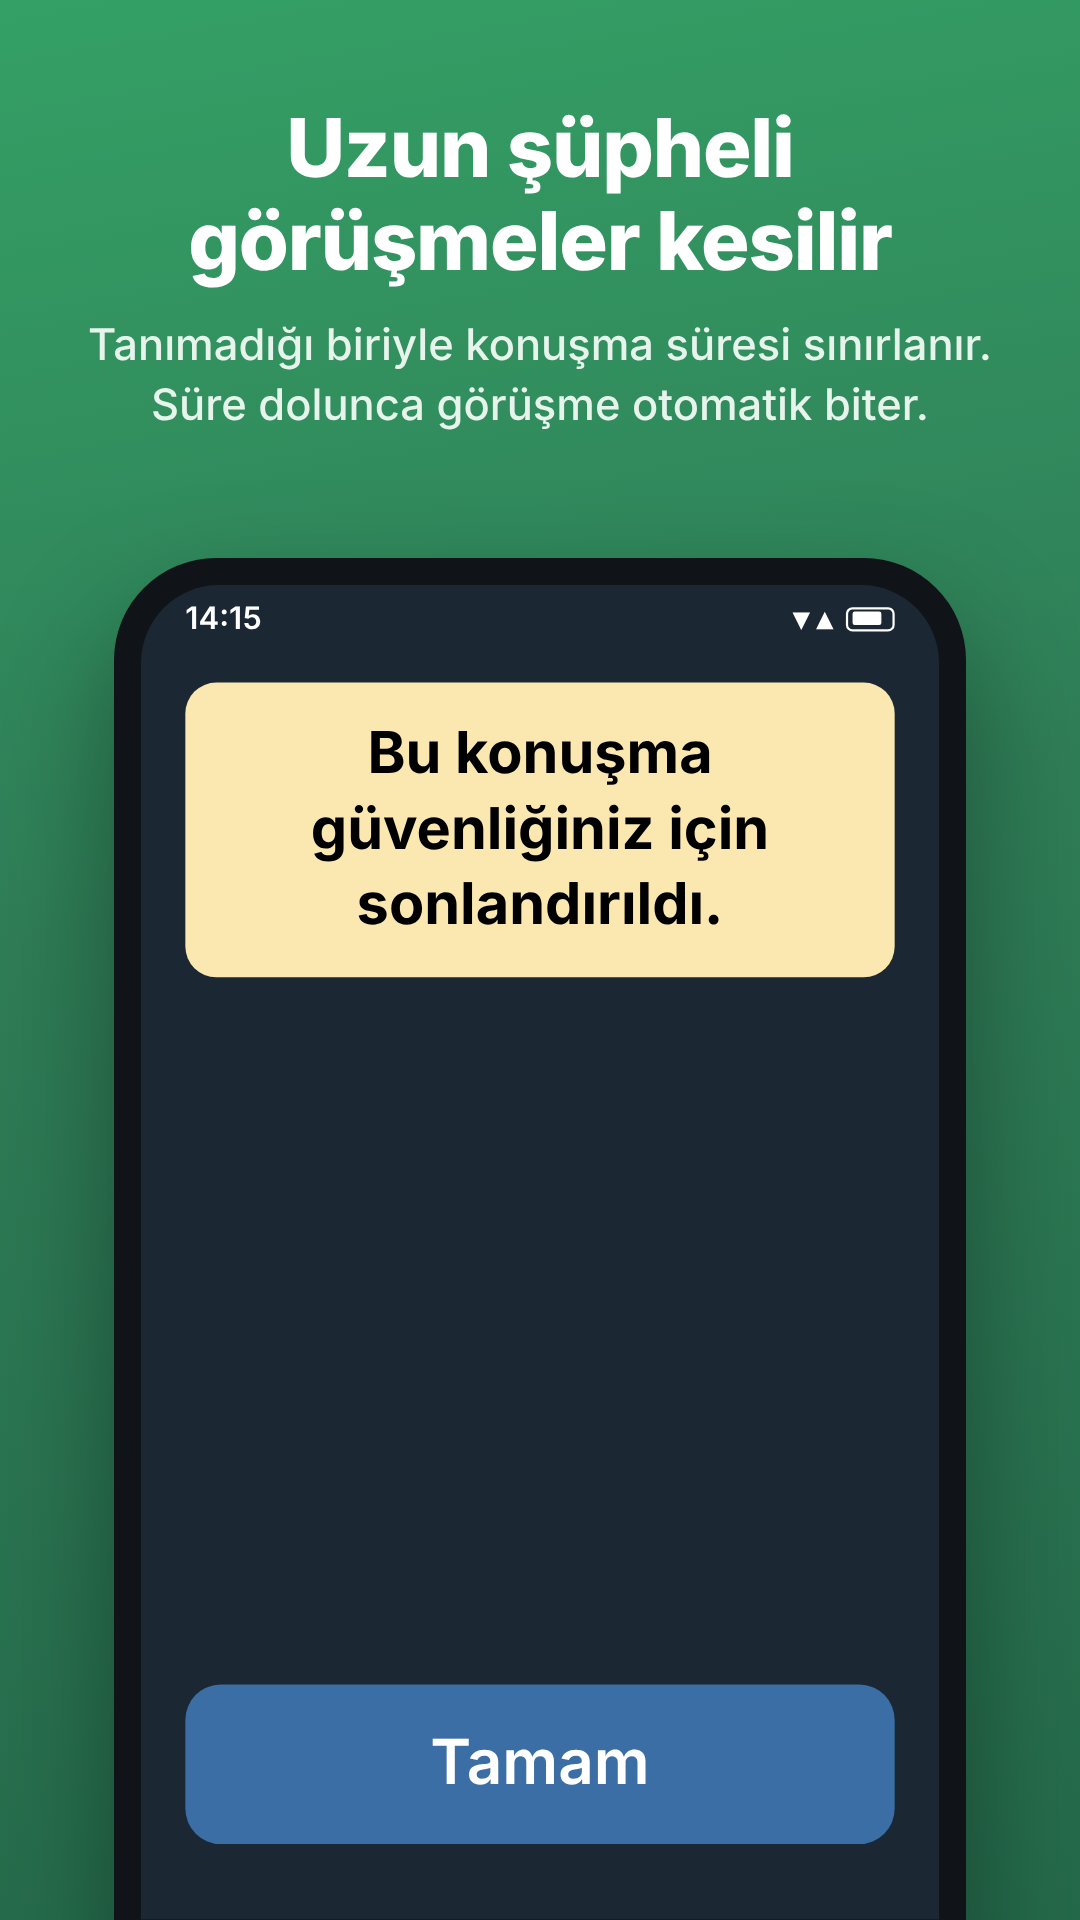 Uzun şüpheli
görüşmeler kesilir
Tanımadığı biriyle konuşma süresi sınırlanır.
Süre dolunca görüşme otomatik biter.
14:15
Bu konuşma
güvenliğiniz için
sonlandırıldı.
Tamam